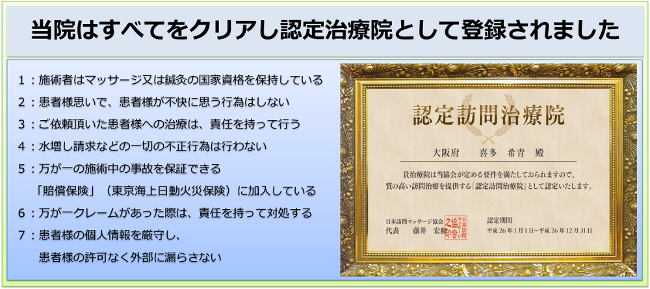 当院はすべてをクリアし認定治療院として登録されました
1：施術者はマッサージ又は鍼灸の国家資格を保持している
2：患者様思いで、患者様が不快に思う行為はしない
3：ご依頼頂いた患者様への治療は、責任を持って行う
4：水増し請求などの一切の不正行為は行わない
5：万が一の施術中の事故を保証できる
「賠償保険」（東京海上日動火災保険）に加入している
6：万が一クレームがあった際は、責任を持って対処する
7：患者様の個人情報を厳守し、
患者様の許可なく外部に漏らさない
認定訪問治療院
大阪府 喜多 希青 殿
貴治療院は当協会が定める要件を満たしておられますので、
質の高い訪問治療を提供する「認定訪問治療院」として認定いたします。
日本訪問マッサージ協会
代表 藤井 宏和
認定期間
平成26年1月1日~平成26年12月31日